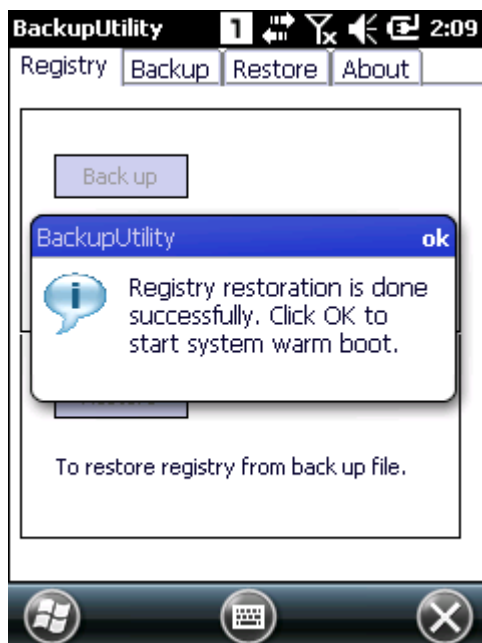 BackupUtility 1 2:09
Registry Backup Restore About
Back up
BackupUtility ok
Registry restoration is done
successfully. Click OK to
start system warm boot.
To restore registry from back up file.